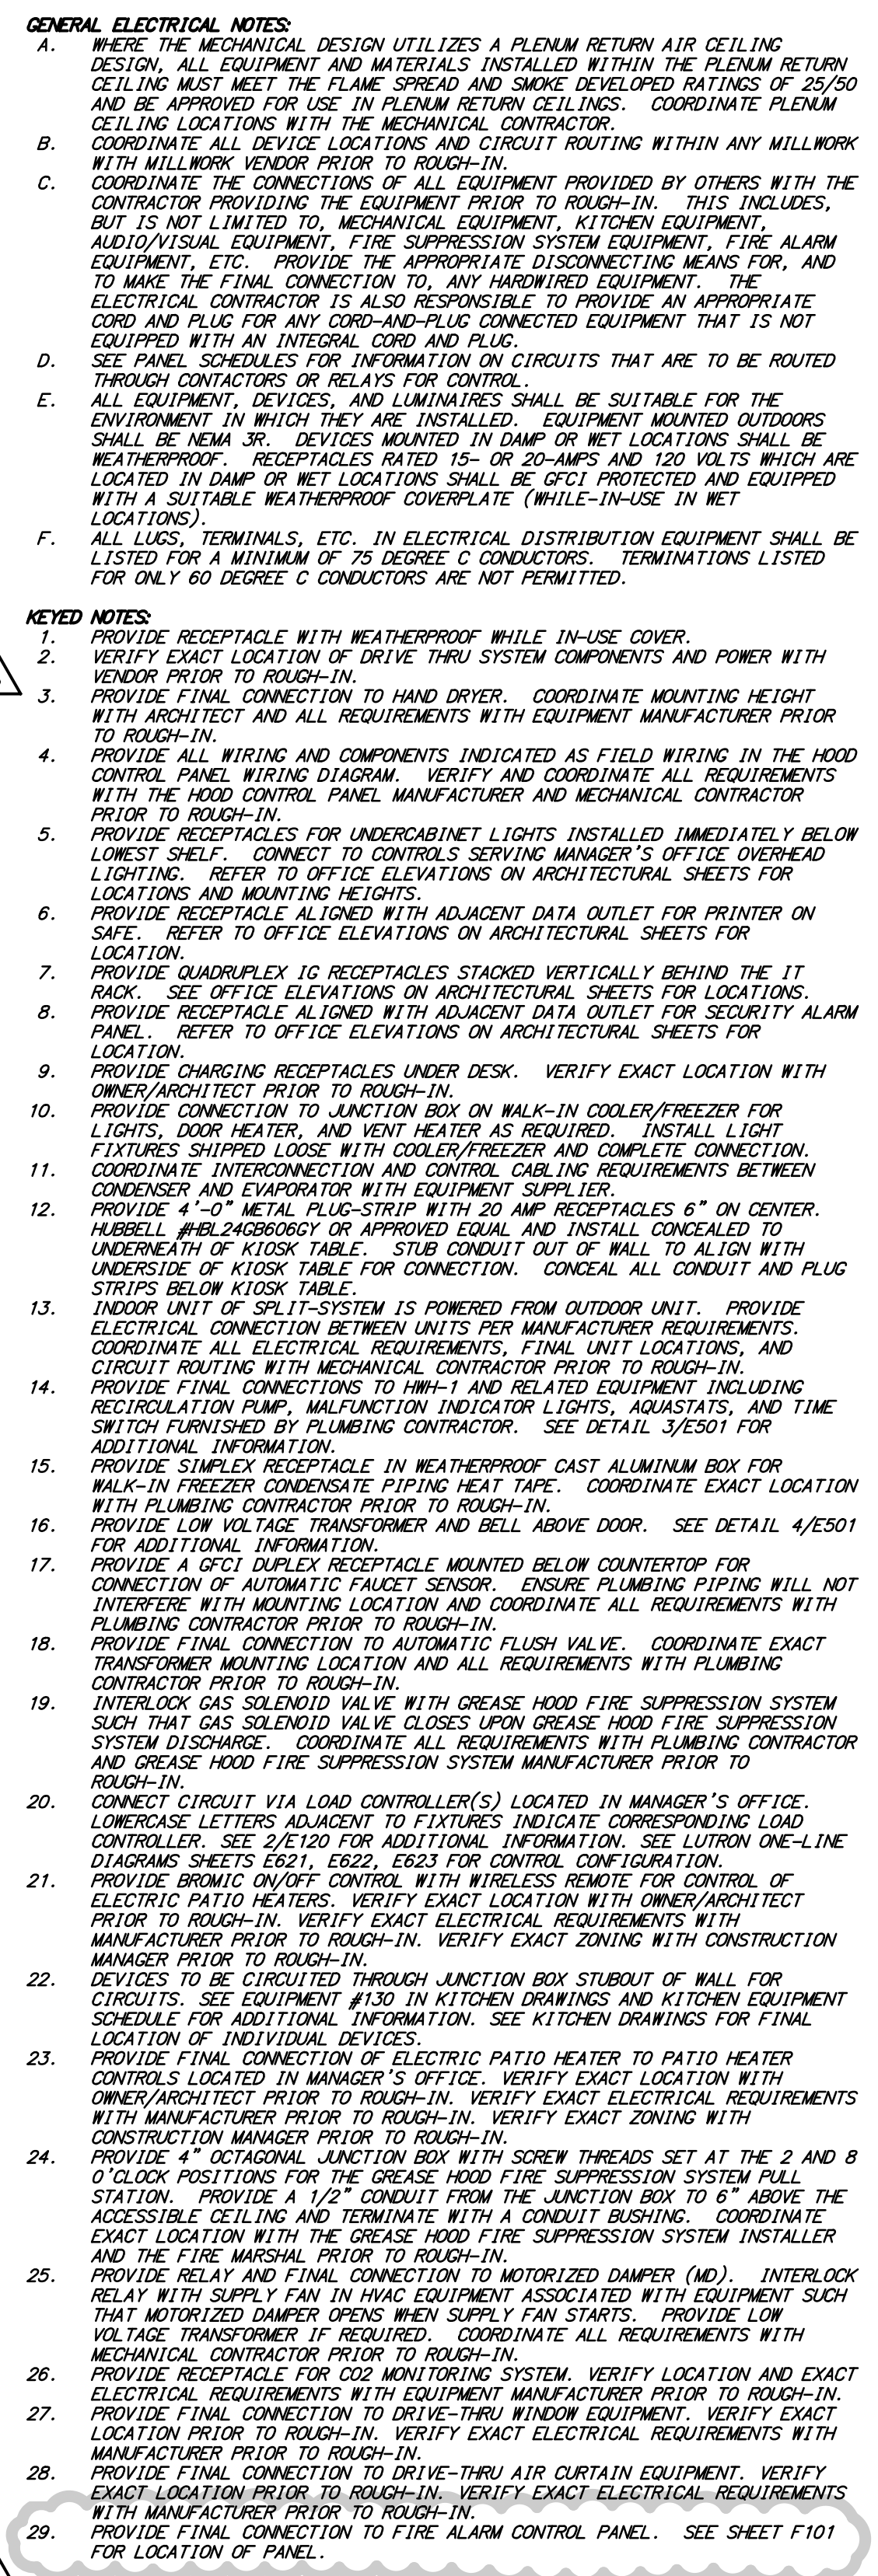 GENERAL ELECTRICAL NOTES:
A. WHERE THE MECHANICAL DESIGN UTILIZES A PLENUM RETURN AIR CEILING
DESIGN, ALL EQUIPMENT AND MATERIALS INSTALLED WITHIN THE PLENUM RETURN
CEILING MUST MEET THE FLAME SPREAD AND SMOKE DEVELOPED RATINGS OF 25/50
AND BE APPROVED FOR USE IN PLENUM RETURN CEILINGS. COORDINATE PLENUM
CEILING LOCATIONS WITH THE MECHANICAL CONTRACTOR.
B. COORDINATE ALL DEVICE LOCATIONS AND CIRCUIT ROUTING WITHIN ANY MILLWORK
WITH MILLWORK VENDOR PRIOR TO ROUGH-IN.
C. COORDINATE THE CONNECTIONS OF ALL EQUIPMENT PROVIDED BY OTHERS WITH THE
CONTRACTOR PROVIDING THE EQUIPMENT PRIOR TO ROUGH-IN. THIS INCLUDES,
BUT IS NOT LIMITED TO, MECHANICAL EQUIPMENT, KITCHEN EQUIPMENT,
AUDIO/VISUAL EQUIPMENT, FIRE SUPPRESSION SYSTEM EQUIPMENT, FIRE ALARM
EQUIPMENT, ETC. PROVIDE THE APPROPRIATE DISCONNECTING MEANS FOR, AND
TO MAKE THE FINAL CONNECTION TO, ANY HARDWIRED EQUIPMENT. THE
ELECTRICAL CONTRACTOR IS ALSO RESPONSIBLE TO PROVIDE AN APPROPRIATE
CORD AND PLUG FOR ANY CORD-AND-PLUG CONNECTED EQUIPMENT THAT IS NOT
EQUIPPED WITH AN INTEGRAL CORD AND PLUG.
D. SEE PANEL SCHEDULES FOR INFORMATION ON CIRCUITS THAT ARE TO BE ROUTED
THROUGH CONTACTORS OR RELAYS FOR CONTROL.
E. ALL EQUIPMENT, DEVICES, AND LUMINAIRES SHALL BE SUITABLE FOR THE
ENVIRONMENT IN WHICH THEY ARE INSTALLED. EQUIPMENT MOUNTED OUTDOORS
SHALL BE NEMA 3R. DEVICES MOUNTED IN DAMP OR WET LOCATIONS SHALL BE
WEATHERPROOF. RECEPTACLES RATED 15- OR 20-AMPS AND 120 VOLTS WHICH ARE
LOCATED IN DAMP OR WET LOCATIONS SHALL BE GFCI PROTECTED AND EQUIPPED
WITH A SUITABLE WEATHERPROOF COVERPLATE (WHILE-IN-USE IN WET
LOCATIONS).
F. ALL LUGS, TERMINALS, ETC. IN ELECTRICAL DISTRIBUTION EQUIPMENT SHALL BE
LISTED FOR A MINIMUM OF 75 DEGREE C CONDUCTORS. TERMINATIONS LISTED
FOR ONLY 60 DEGREE C CONDUCTORS ARE NOT PERMITTED.
KEYED NOTES:
1. PROVIDE RECEPTACLE WITH WEATHERPROOF WHILE IN-USE COVER.
2. VERIFY EXACT LOCATION OF DRIVE THRU SYSTEM COMPONENTS AND POWER WITH
VENDOR PRIOR TO ROUGH-IN.
3. PROVIDE FINAL CONNECTION TO HAND DRYER. COORDINATE MOUNTING HEIGHT
WITH ARCHITECT AND ALL REQUIREMENTS WITH EQUIPMENT MANUFACTURER PRIOR
TO ROUGH-IN.
4. PROVIDE ALL WIRING AND COMPONENTS INDICATED AS FIELD WIRING IN THE HOOD
CONTROL PANEL WIRING DIAGRAM. VERIFY AND COORDINATE ALL REQUIREMENTS
WITH THE HOOD CONTROL PANEL MANUFACTURER AND MECHANICAL CONTRACTOR
PRIOR TO ROUGH-IN.
5. PROVIDE RECEPTACLES FOR UNDERCABINET LIGHTS INSTALLED IMMEDIATELY BELOW
LOWEST SHELF. CONNECT TO CONTROLS SERVING MANAGER'S OFFICE OVERHEAD
LIGHTING. REFER TO OFFICE ELEVATIONS ON ARCHITECTURAL SHEETS FOR
LOCATIONS AND MOUNTING HEIGHTS.
6. PROVIDE RECEPTACLE ALIGNED WITH ADJACENT DATA OUTLET FOR PRINTER ON
SAFE. REFER TO OFFICE ELEVATIONS ON ARCHITECTURAL SHEETS FOR
LOCATION.
7. PROVIDE QUADRUPLEX IG RECEPTACLES STACKED VERTICALLY BEHIND THE IT
RACK. SEE OFFICE ELEVATIONS ON ARCHITECTURAL SHEETS FOR LOCATIONS.
8. PROVIDE RECEPTACLE ALIGNED WITH ADJACENT DATA OUTLET FOR SECURITY ALARM
PANEL. REFER TO OFFICE ELEVATIONS ON ARCHITECTURAL SHEETS FOR
LOCATION.
9. PROVIDE CHARGING RECEPTACLES UNDER DESK. VERIFY EXACT LOCATION WITH
OWNER/ARCHITECT PRIOR TO ROUGH-IN.
10. PROVIDE CONNECTION TO JUNCTION BOX ON WALK-IN COOLER/FREEZER FOR
LIGHTS, DOOR HEATER, AND VENT HEATER AS REQUIRED. INSTALL LIGHT
FIXTURES SHIPPED LOOSE WITH COOLER/FREEZER AND COMPLETE CONNECTION.
11. COORDINATE INTERCONNECTION AND CONTROL CABLING REQUIREMENTS BETWEEN
CONDENSER AND EVAPORATOR WITH EQUIPMENT SUPPLIER.
12. PROVIDE 4'-0" METAL PLUG-STRIP WITH 20 AMP RECEPTACLES 6" ON CENTER.
HUBBELL #HBL24GB606GY OR APPROVED EQUAL AND INSTALL CONCEALED TO
UNDERNEATH OF KIOSK TABLE. STUB CONDUIT OUT OF WALL TO ALIGN WITH
UNDERSIDE OF KIOSK TABLE FOR CONNECTION. CONCEAL ALL CONDUIT AND PLUG
STRIPS BELOW KIOSK TABLE.
13. INDOOR UNIT OF SPLIT-SYSTEM IS POWERED FROM OUTDOOR UNIT. PROVIDE
ELECTRICAL CONNECTION BETWEEN UNITS PER MANUFACTURER REQUIREMENTS.
COORDINATE ALL ELECTRICAL REQUIREMENTS, FINAL UNIT LOCATIONS, AND
CIRCUIT ROUTING WITH MECHANICAL CONTRACTOR PRIOR TO ROUGH-IN.
14. PROVIDE FINAL CONNECTIONS TO HWH-1 AND RELATED EQUIPMENT INCLUDING
RECIRCULATION PUMP, MALFUNCTION INDICATOR LIGHTS, AQUASTATS, AND TIME
SWITCH FURNISHED BY PLUMBING CONTRACTOR. SEE DETAIL 3/E501 FOR
ADDITIONAL INFORMATION.
15. PROVIDE SIMPLEX RECEPTACLE IN WEATHERPROOF CAST ALUMINUM BOX FOR
WALK-IN FREEZER CONDENSATE PIPING HEAT TAPE. COORDINATE EXACT LOCATION
WITH PLUMBING CONTRACTOR PRIOR TO ROUGH-IN.
16. PROVIDE LOW VOLTAGE TRANSFORMER AND BELL ABOVE DOOR. SEE DETAIL 4/E501
FOR ADDITIONAL INFORMATION.
17. PROVIDE A GFCI DUPLEX RECEPTACLE MOUNTED BELOW COUNTERTOP FOR
CONNECTION OF AUTOMATIC FAUCET SENSOR. ENSURE PLUMBING PIPING WILL NOT
INTERFERE WITH MOUNTING LOCATION AND COORDINATE ALL REQUIREMENTS WITH
PLUMBING CONTRACTOR PRIOR TO ROUGH-IN.
18. PROVIDE FINAL CONNECTION TO AUTOMATIC FLUSH VALVE. COORDINATE EXACT
TRANSFORMER MOUNTING LOCATION AND ALL REQUIREMENTS WITH PLUMBING
CONTRACTOR PRIOR TO ROUGH-IN.
19. INTERLOCK GAS SOLENOID VALVE WITH GREASE HOOD FIRE SUPPRESSION SYSTEM
SUCH THAT GAS SOLENOID VALVE CLOSES UPON GREASE HOOD FIRE SUPPRESSION
SYSTEM DISCHARGE. COORDINATE ALL REQUIREMENTS WITH PLUMBING CONTRACTOR
AND GREASE HOOD FIRE SUPPRESSION SYSTEM MANUFACTURER PRIOR TO
ROUGH-IN.
20. CONNECT CIRCUIT VIA LOAD CONTROLLER(S) LOCATED IN MANAGER'S OFFICE.
LOWERCASE LETTERS ADJACENT TO FIXTURES INDICATE CORRESPONDING LOAD
CONTROLLER. SEE 2/E120 FOR ADDITIONAL INFORMATION. SEE LUTRON ONE-LINE
DIAGRAMS SHEETS E621, E622, E623 FOR CONTROL CONFIGURATION.
21. PROVIDE BROMIC ON/OFF CONTROL WITH WIRELESS REMOTE FOR CONTROL OF
ELECTRIC PATIO HEATERS. VERIFY EXACT LOCATION WITH OWNER/ARCHITECT
PRIOR TO ROUGH-IN. VERIFY EXACT ELECTRICAL REQUIREMENTS WITH
MANUFACTURER PRIOR TO ROUGH-IN. VERIFY EXACT ZONING WITH CONSTRUCTION
MANAGER PRIOR TO ROUGH-IN.
22. DEVICES TO BE CIRCUITED THROUGH JUNCTION BOX STUBOUT OF WALL FOR
CIRCUITS. SEE EQUIPMENT #130 IN KITCHEN DRAWINGS AND KITCHEN EQUIPMENT
SCHEDULE FOR ADDITIONAL INFORMATION. SEE KITCHEN DRAWINGS FOR FINAL
LOCATION OF INDIVIDUAL DEVICES.
23. PROVIDE FINAL CONNECTION OF ELECTRIC PATIO HEATER TO PATIO HEATER
CONTROLS LOCATED IN MANAGER'S OFFICE. VERIFY EXACT LOCATION WITH
OWNER/ARCHITECT PRIOR TO ROUGH-IN. VERIFY EXACT ELECTRICAL REQUIREMENTS
WITH MANUFACTURER PRIOR TO ROUGH-IN. VERIFY EXACT ZONING WITH
CONSTRUCTION MANAGER PRIOR TO ROUGH-IN.
24. PROVIDE 4" OCTAGONAL JUNCTION BOX WITH SCREW THREADS SET AT THE 2 AND 8
O'CLOCK POSITIONS FOR THE GREASE HOOD FIRE SUPPRESSION SYSTEM PULL
STATION. PROVIDE A 1/2" CONDUIT FROM THE JUNCTION BOX TO 6" ABOVE THE
ACCESSIBLE CEILING AND TERMINATE WITH A CONDUIT BUSHING. COORDINATE
EXACT LOCATION WITH THE GREASE HOOD FIRE SUPPRESSION SYSTEM INSTALLER
AND THE FIRE MARSHAL PRIOR TO ROUGH-IN.
25. PROVIDE RELAY AND FINAL CONNECTION TO MOTORIZED DAMPER (MD). INTERLOCK
RELAY WITH SUPPLY FAN IN HVAC EQUIPMENT ASSOCIATED WITH EQUIPMENT SUCH
THAT MOTORIZED DAMPER OPENS WHEN SUPPLY FAN STARTS. PROVIDE LOW
VOLTAGE TRANSFORMER IF REQUIRED. COORDINATE ALL REQUIREMENTS WITH
MECHANICAL CONTRACTOR PRIOR TO ROUGH-IN.
26. PROVIDE RECEPTACLE FOR CO2 MONITORING SYSTEM. VERIFY LOCATION AND EXACT
ELECTRICAL REQUIREMENTS WITH EQUIPMENT MANUFACTURER PRIOR TO ROUGH-IN.
27. PROVIDE FINAL CONNECTION TO DRIVE-THRU WINDOW EQUIPMENT. VERIFY EXACT
LOCATION PRIOR TO ROUGH-IN. VERIFY EXACT ELECTRICAL REQUIREMENTS WITH
MANUFACTURER PRIOR TO ROUGH-IN.
28. PROVIDE FINAL CONNECTION TO DRIVE-THRU AIR CURTAIN EQUIPMENT. VERIFY
EXACT LOCATION PRIOR TO ROUGH-IN. VERIFY EXACT ELECTRICAL REQUIREMENTS
WITH MANUFACTURER PRIOR TO ROUGH-IN.
29. PROVIDE FINAL CONNECTION TO FIRE ALARM CONTROL PANEL. SEE SHEET F101
FOR LOCATION OF PANEL.